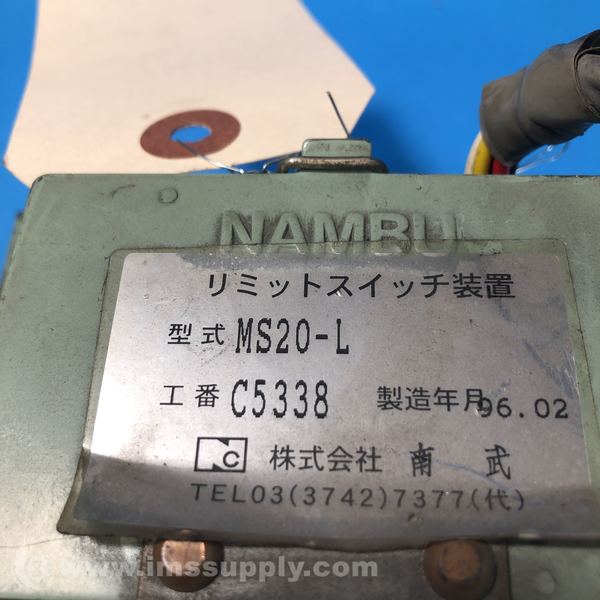 NAMBU
リミットスイッチ装置
型式 MS20-L
工番 C5338 製造年月 96.02
NC 株式会社 南武
TEL03(3742)7377(代)
www.imssupply.com